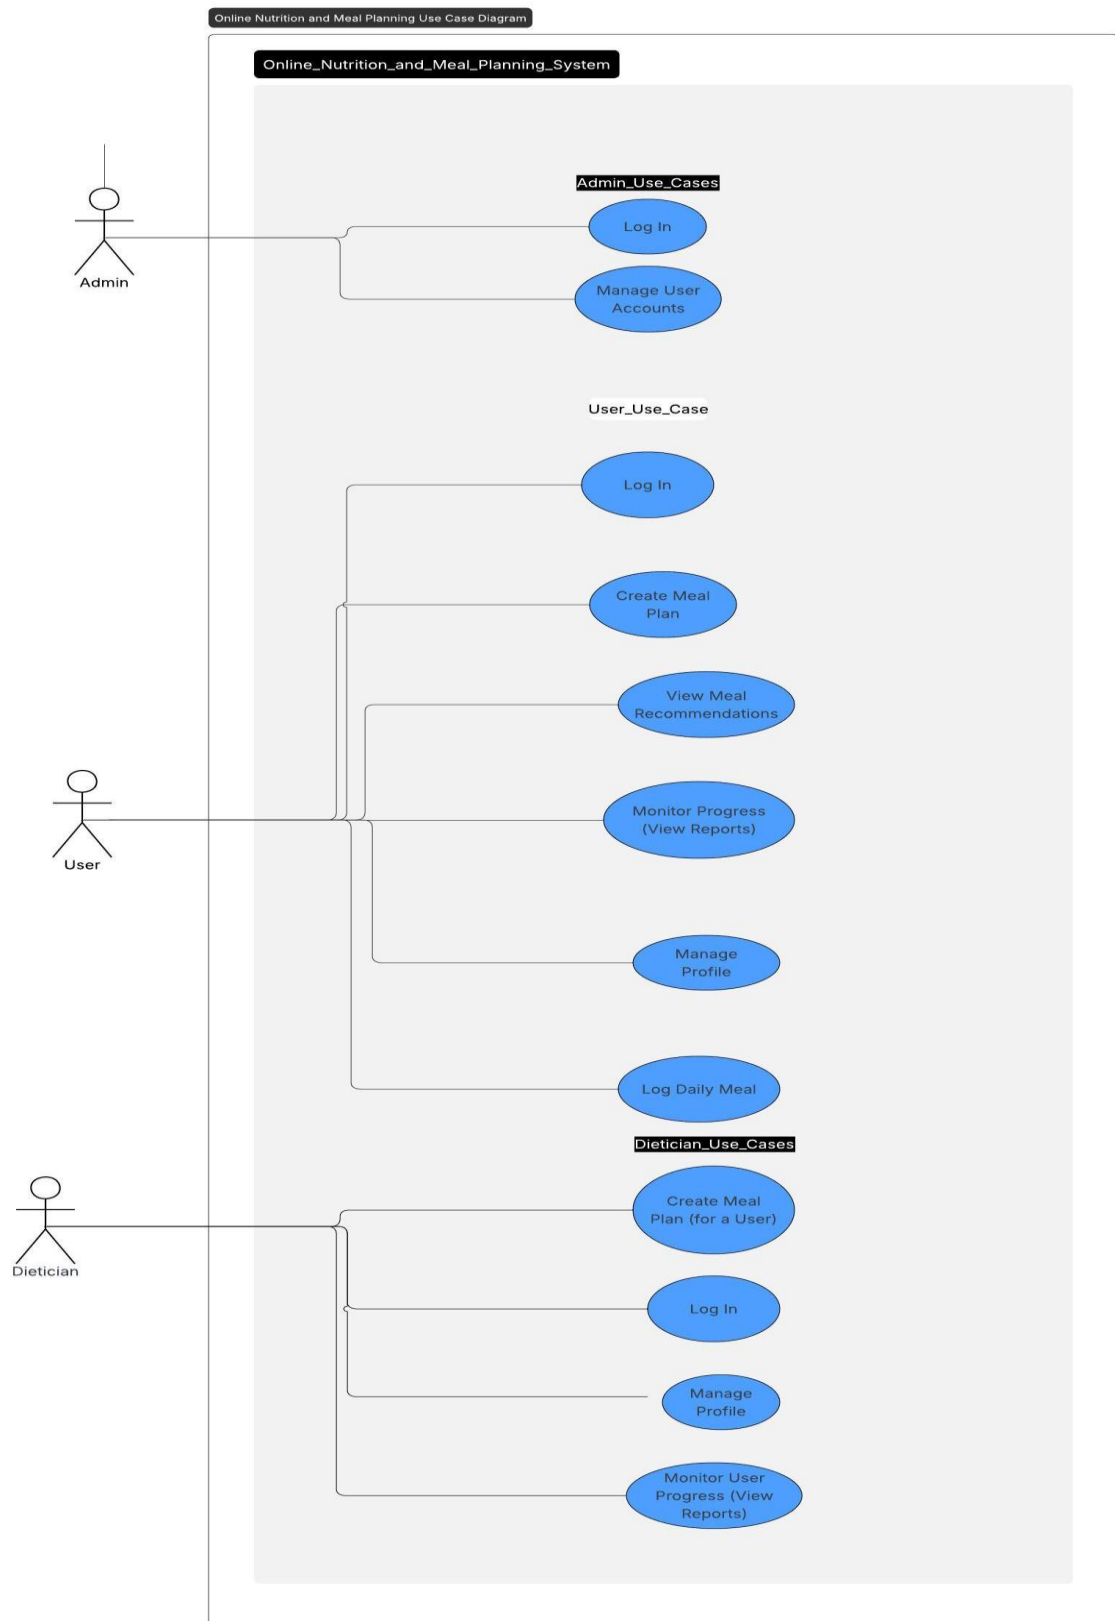 Online Nutrition and Meal Planning Use Case Diagram
Online_Nutrition_and_Meal_Planning_System
Admin_Use_Cases
Log In
Manage User
Accounts
Admin
User_Use_Case
Log In
Create Meal
Plan
View Meal
Recommendations
Monitor Progress
(View Reports)
User
Manage
Profile
Log Daily Meal
Dietician_Use_Cases
Create Meal
Plan (for a User)
Dietician
Log In
Manage
Profile
Monitor User
Progress (View
Reports)